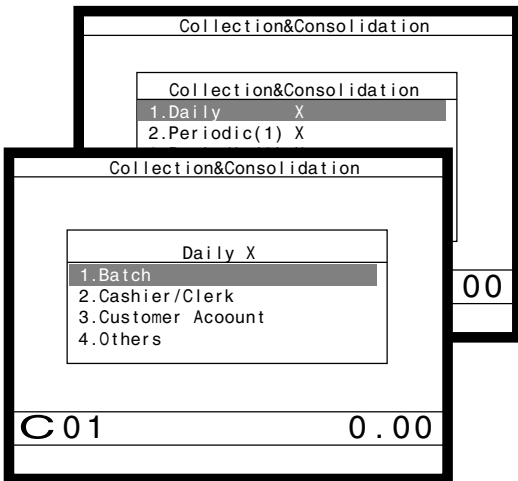 Collection&Consolidation
Collection&Consolidation
1.Daily X
2.Periodic(1) X
00
Collection&Consolidation
Daily X
1.Batch
2.Cashier/Clerk
3.Customer Acoount
4.Others
C01 0.00